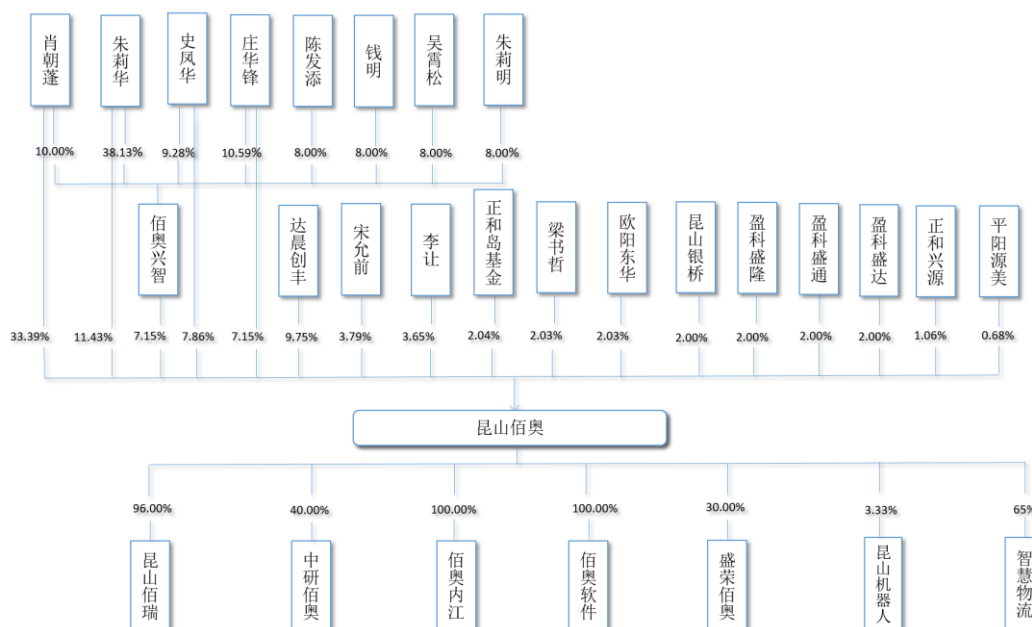 肖朝蓬
朱莉华
史凤华
庄华锋
陈发添
钱明
吴霄松
朱莉明
10.00%
38.13%
9.28%
10.59%
8.00%
8.00%
8.00%
8.00%
佰奥兴智
达晨创丰
宋允前
李让
正和岛基金
梁书哲
欧阳东华
昆山银桥
盈科盛隆
盈科盛通
盈科盛达
正和兴源
平阳源美
33.39%
11.43%
7.15%
7.86%
7.15%
9.75%
3.79%
3.65%
2.04%
2.03%
2.03%
2.00%
2.00%
2.00%
2.00%
1.06%
0.68%
昆山佰奥
96.00%
40.00%
100.00%
100.00%
30.00%
3.33%
65%
昆山佰瑞
中研佰奥
佰奥内江
佰奥软件
盛荣佰奥
昆山机器人
智慧物流